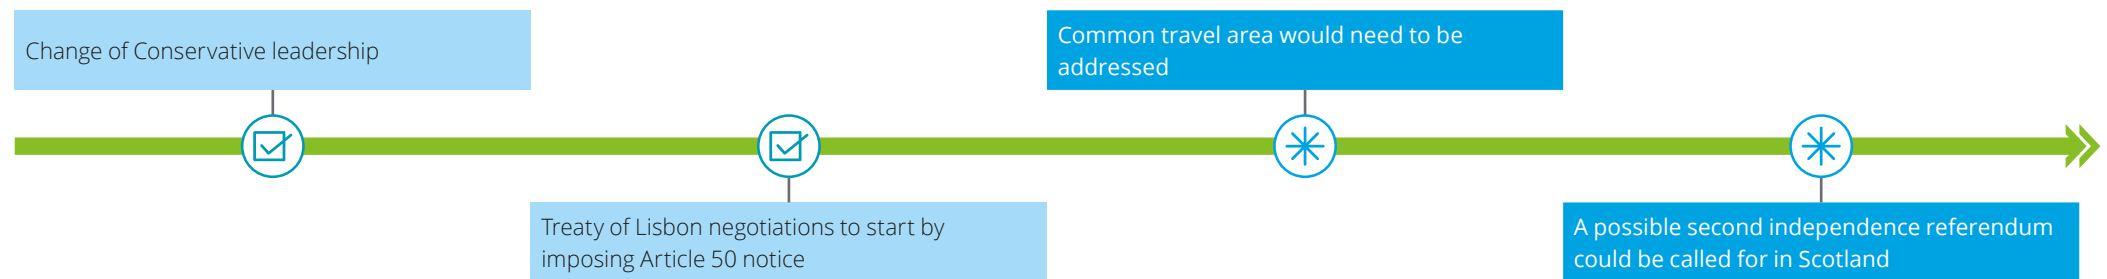 Change of Conservative leadership
Treaty of Lisbon negotiations to start by
imposing Article 50 notice
Common travel area would need to be
addressed
A possible second independence referendum
could be called for in Scotland